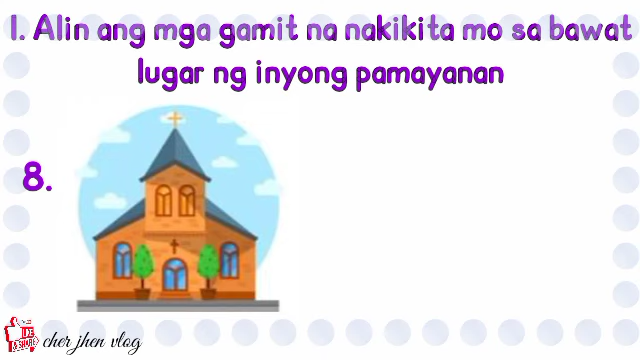 I. Alin ang mga gamit na nakikita mo sa bawat
lugar ng inyong pamayanan
8.
cher jhen vlog